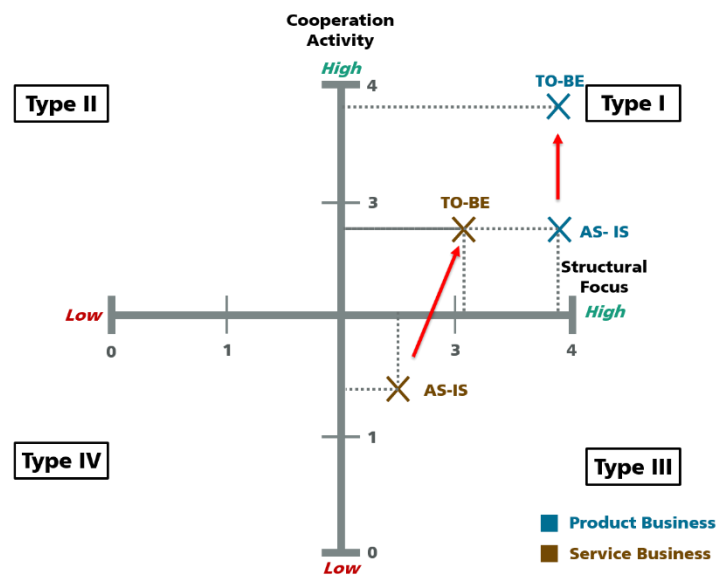 Cooperation
Activity
High
4
TO-BE
Type II
Type I
3
TO-BE
AS- IS
Structural
Focus
Low
High
0
1
3
4
AS-IS
1
Type IV
Type III
Product Business
0
Service Business
Low